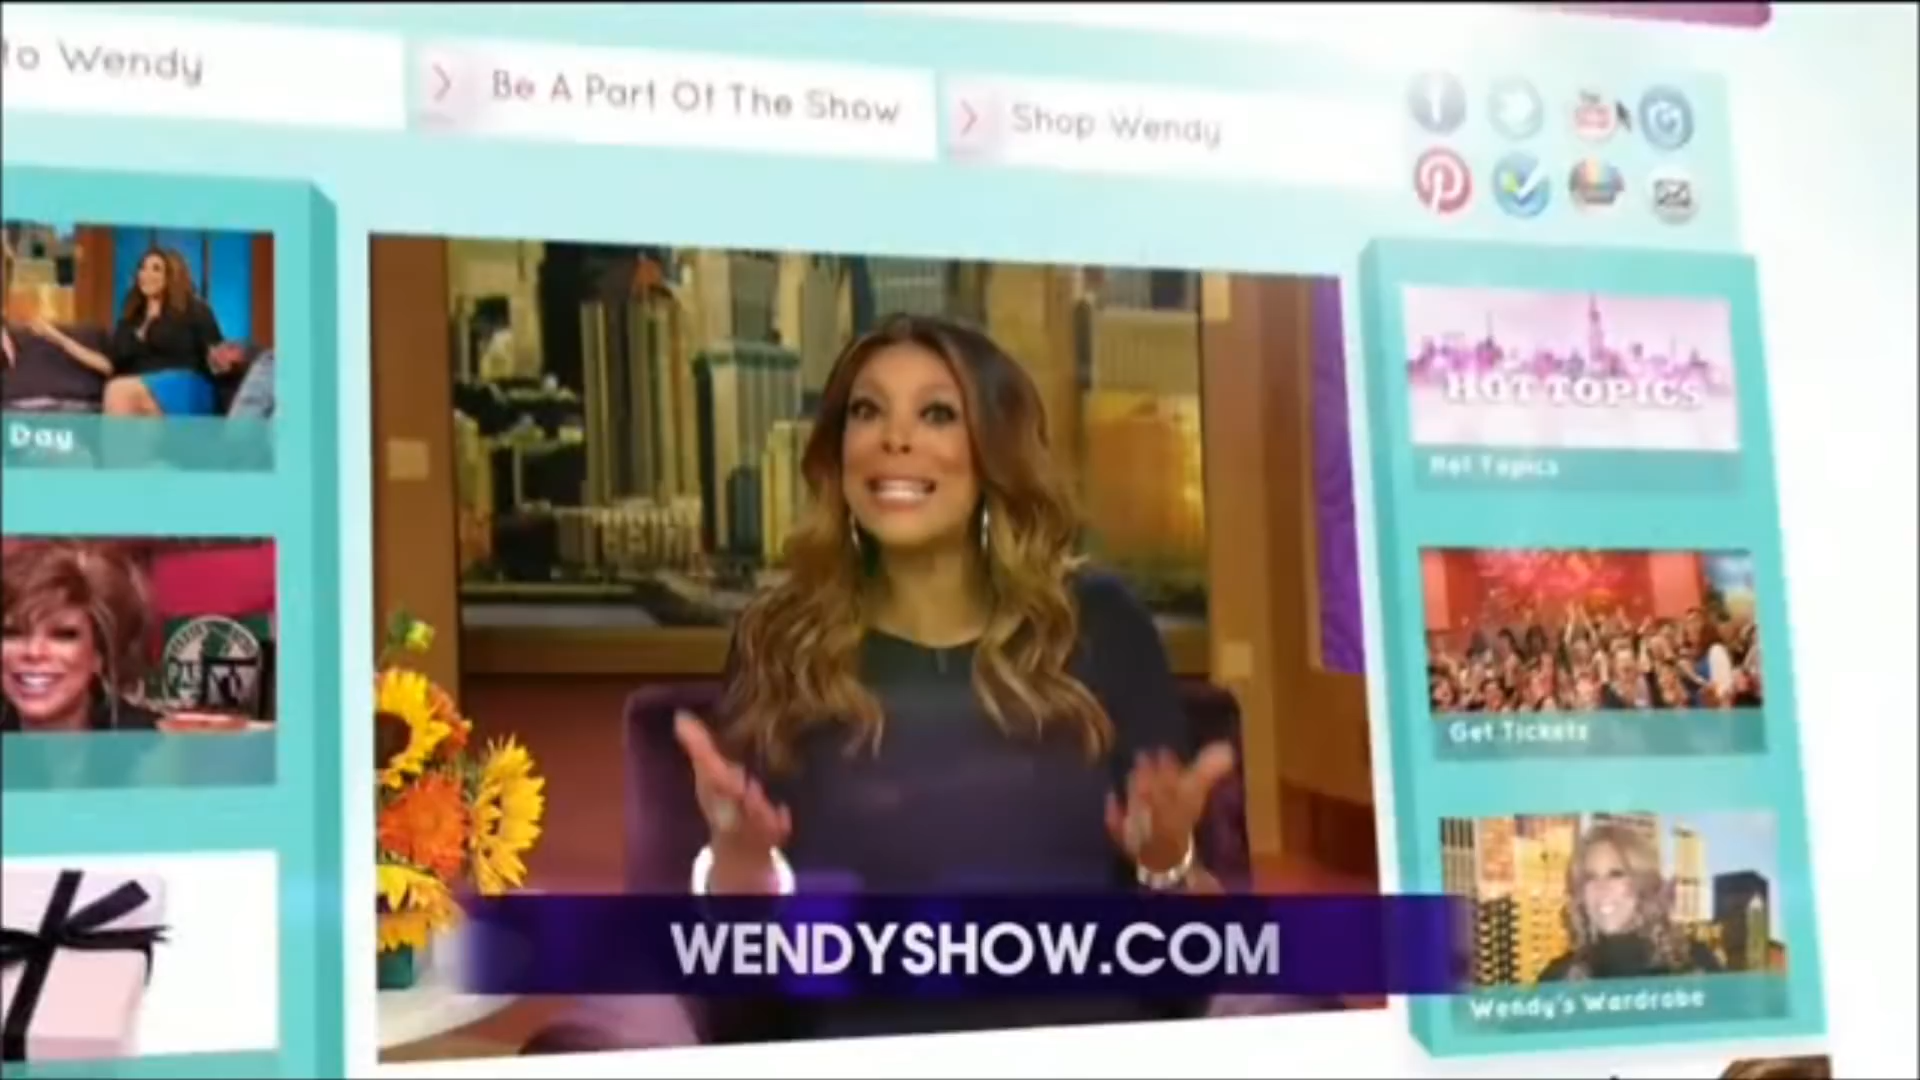 to Wendy
Be A Part Of The Show
Shop Wendy
Day
HOT TOPICS
Hot Topics
Get Tickets
WENDYSHOW.COM
Wendy's Wardrobe